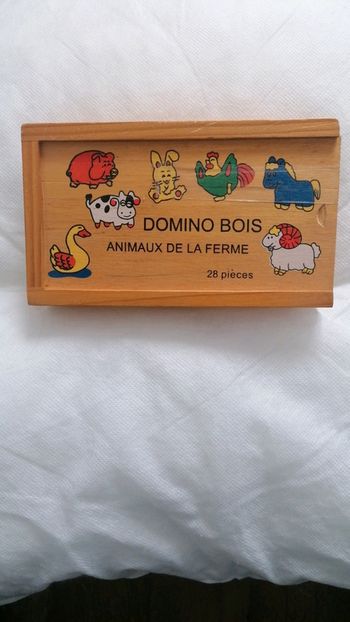 DOMINO BOIS
ANIMAUX DE LA FERME
28 pièces